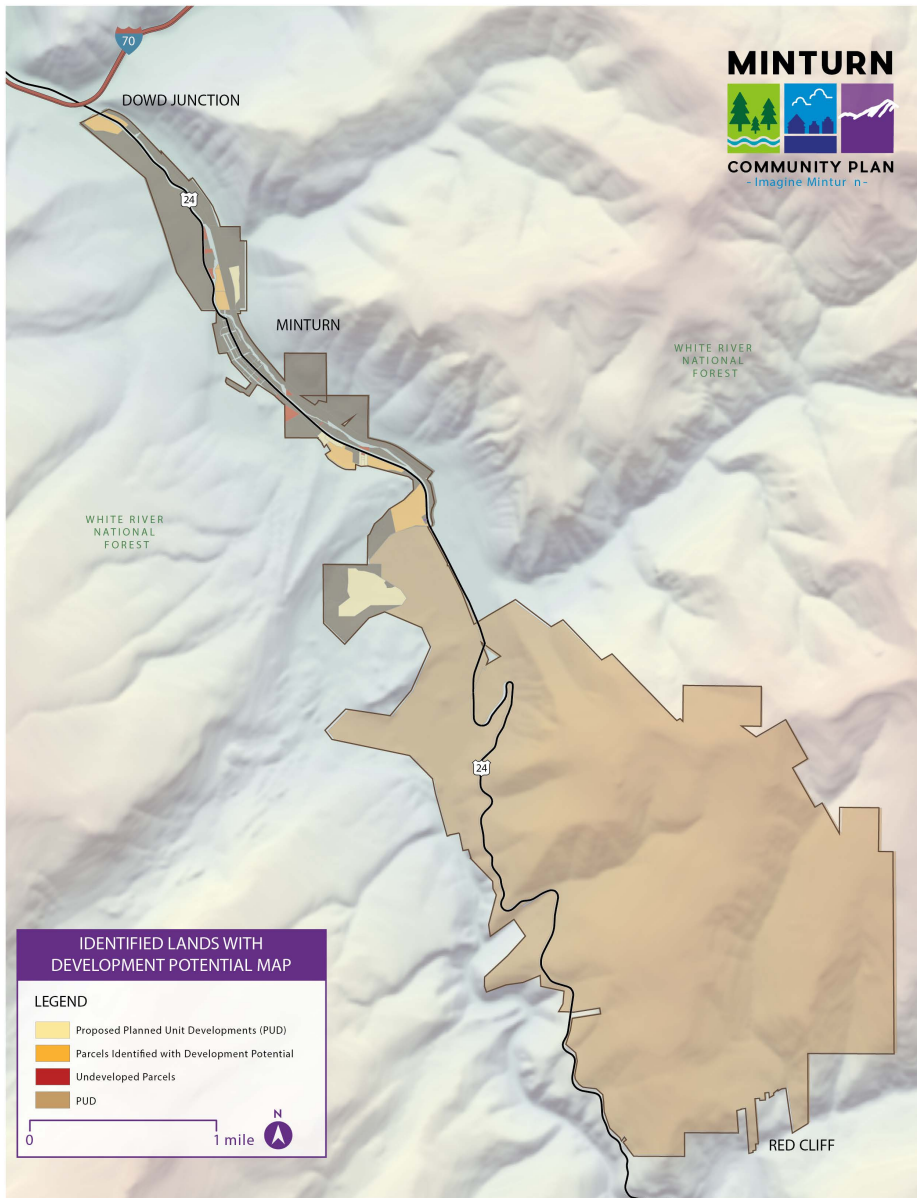 70
DOWD JUNCTION
MINTURN
COMMUNITY PLAN
- Imagine Mintur n -
24
MINTURN
WHITE RIVER
NATIONAL
FOREST
WHITE RIVER
NATIONAL
FOREST
24
IDENTIFIED LANDS WITH
DEVELOPMENT POTENTIAL MAP
LEGEND
Proposed Planned Unit Developments (PUD)
Parcels Identified with Development Potential
Undeveloped Parcels
PUD
N
0 1 mile
RED CLIFF